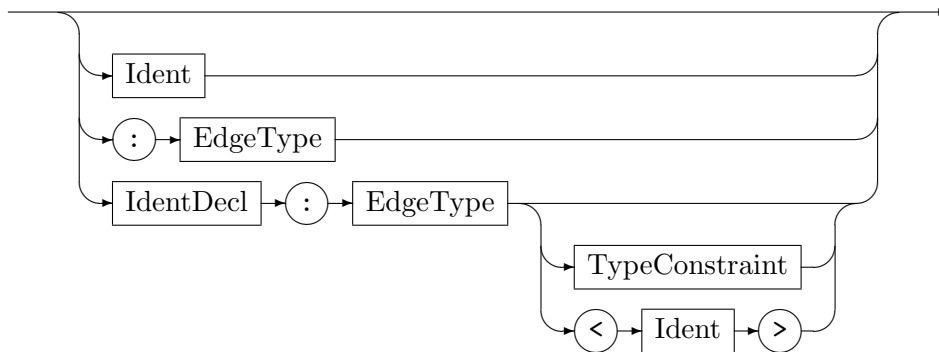 Ident
: EdgeType
IdentDecl : EdgeType
TypeConstraint
< Ident >